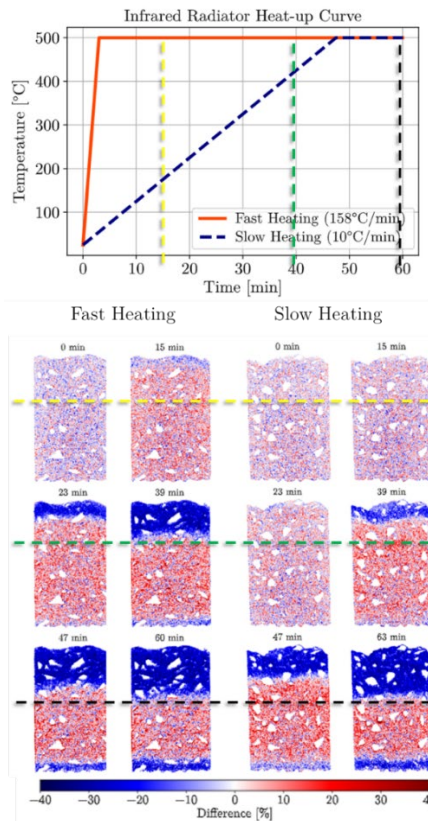 Infrared Radiator Heat-up Curve
500
400
300
200
100
Temperature [°C]
Fast Heating (158°C/min)
Slow Heating (10°C/min)
0 10 20 30 40 50 60
Time [min]
Fast Heating Slow Heating
0 min 15 min 0 min 15 min
23 min 39 min 23 min 39 min
47 min 60 min 47 min 63 min
−40 −30 −20 −10 0 10 20 30 4
Difference [%]